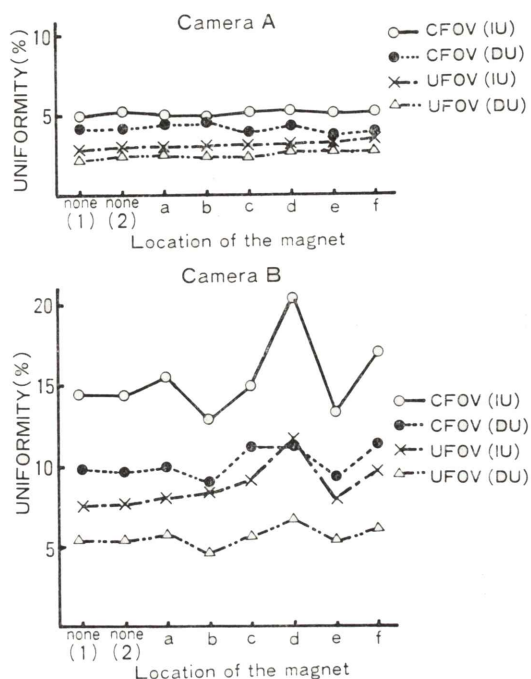 Camera A
UNIFORMITY(%)
10
5
CFOV (IU)
CFOV (DU)
UFOV (IU)
UFOV (DU)
none (1) none (2) a b c d e f
Location of the magnet
Camera B
UNIFORMITY(%)
20
15
10
5
CFOV (IU)
CFOV (DU)
UFOV (IU)
UFOV (DU)
none (1) none (2) a b c d e f
Location of the magnet